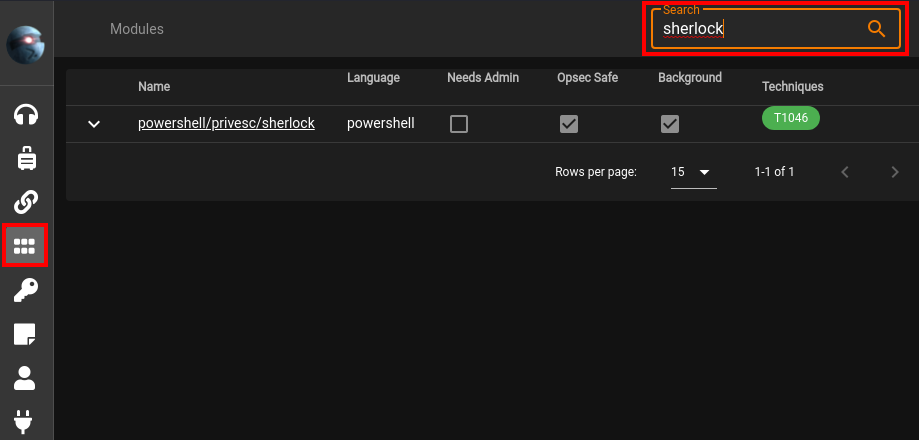 Modules
Search
sherlock
Name Language Needs Admin Opsec Safe Background Techniques
powershell/privesc/sherlock powershell T1046
Rows per page: 15 1-1 of 1